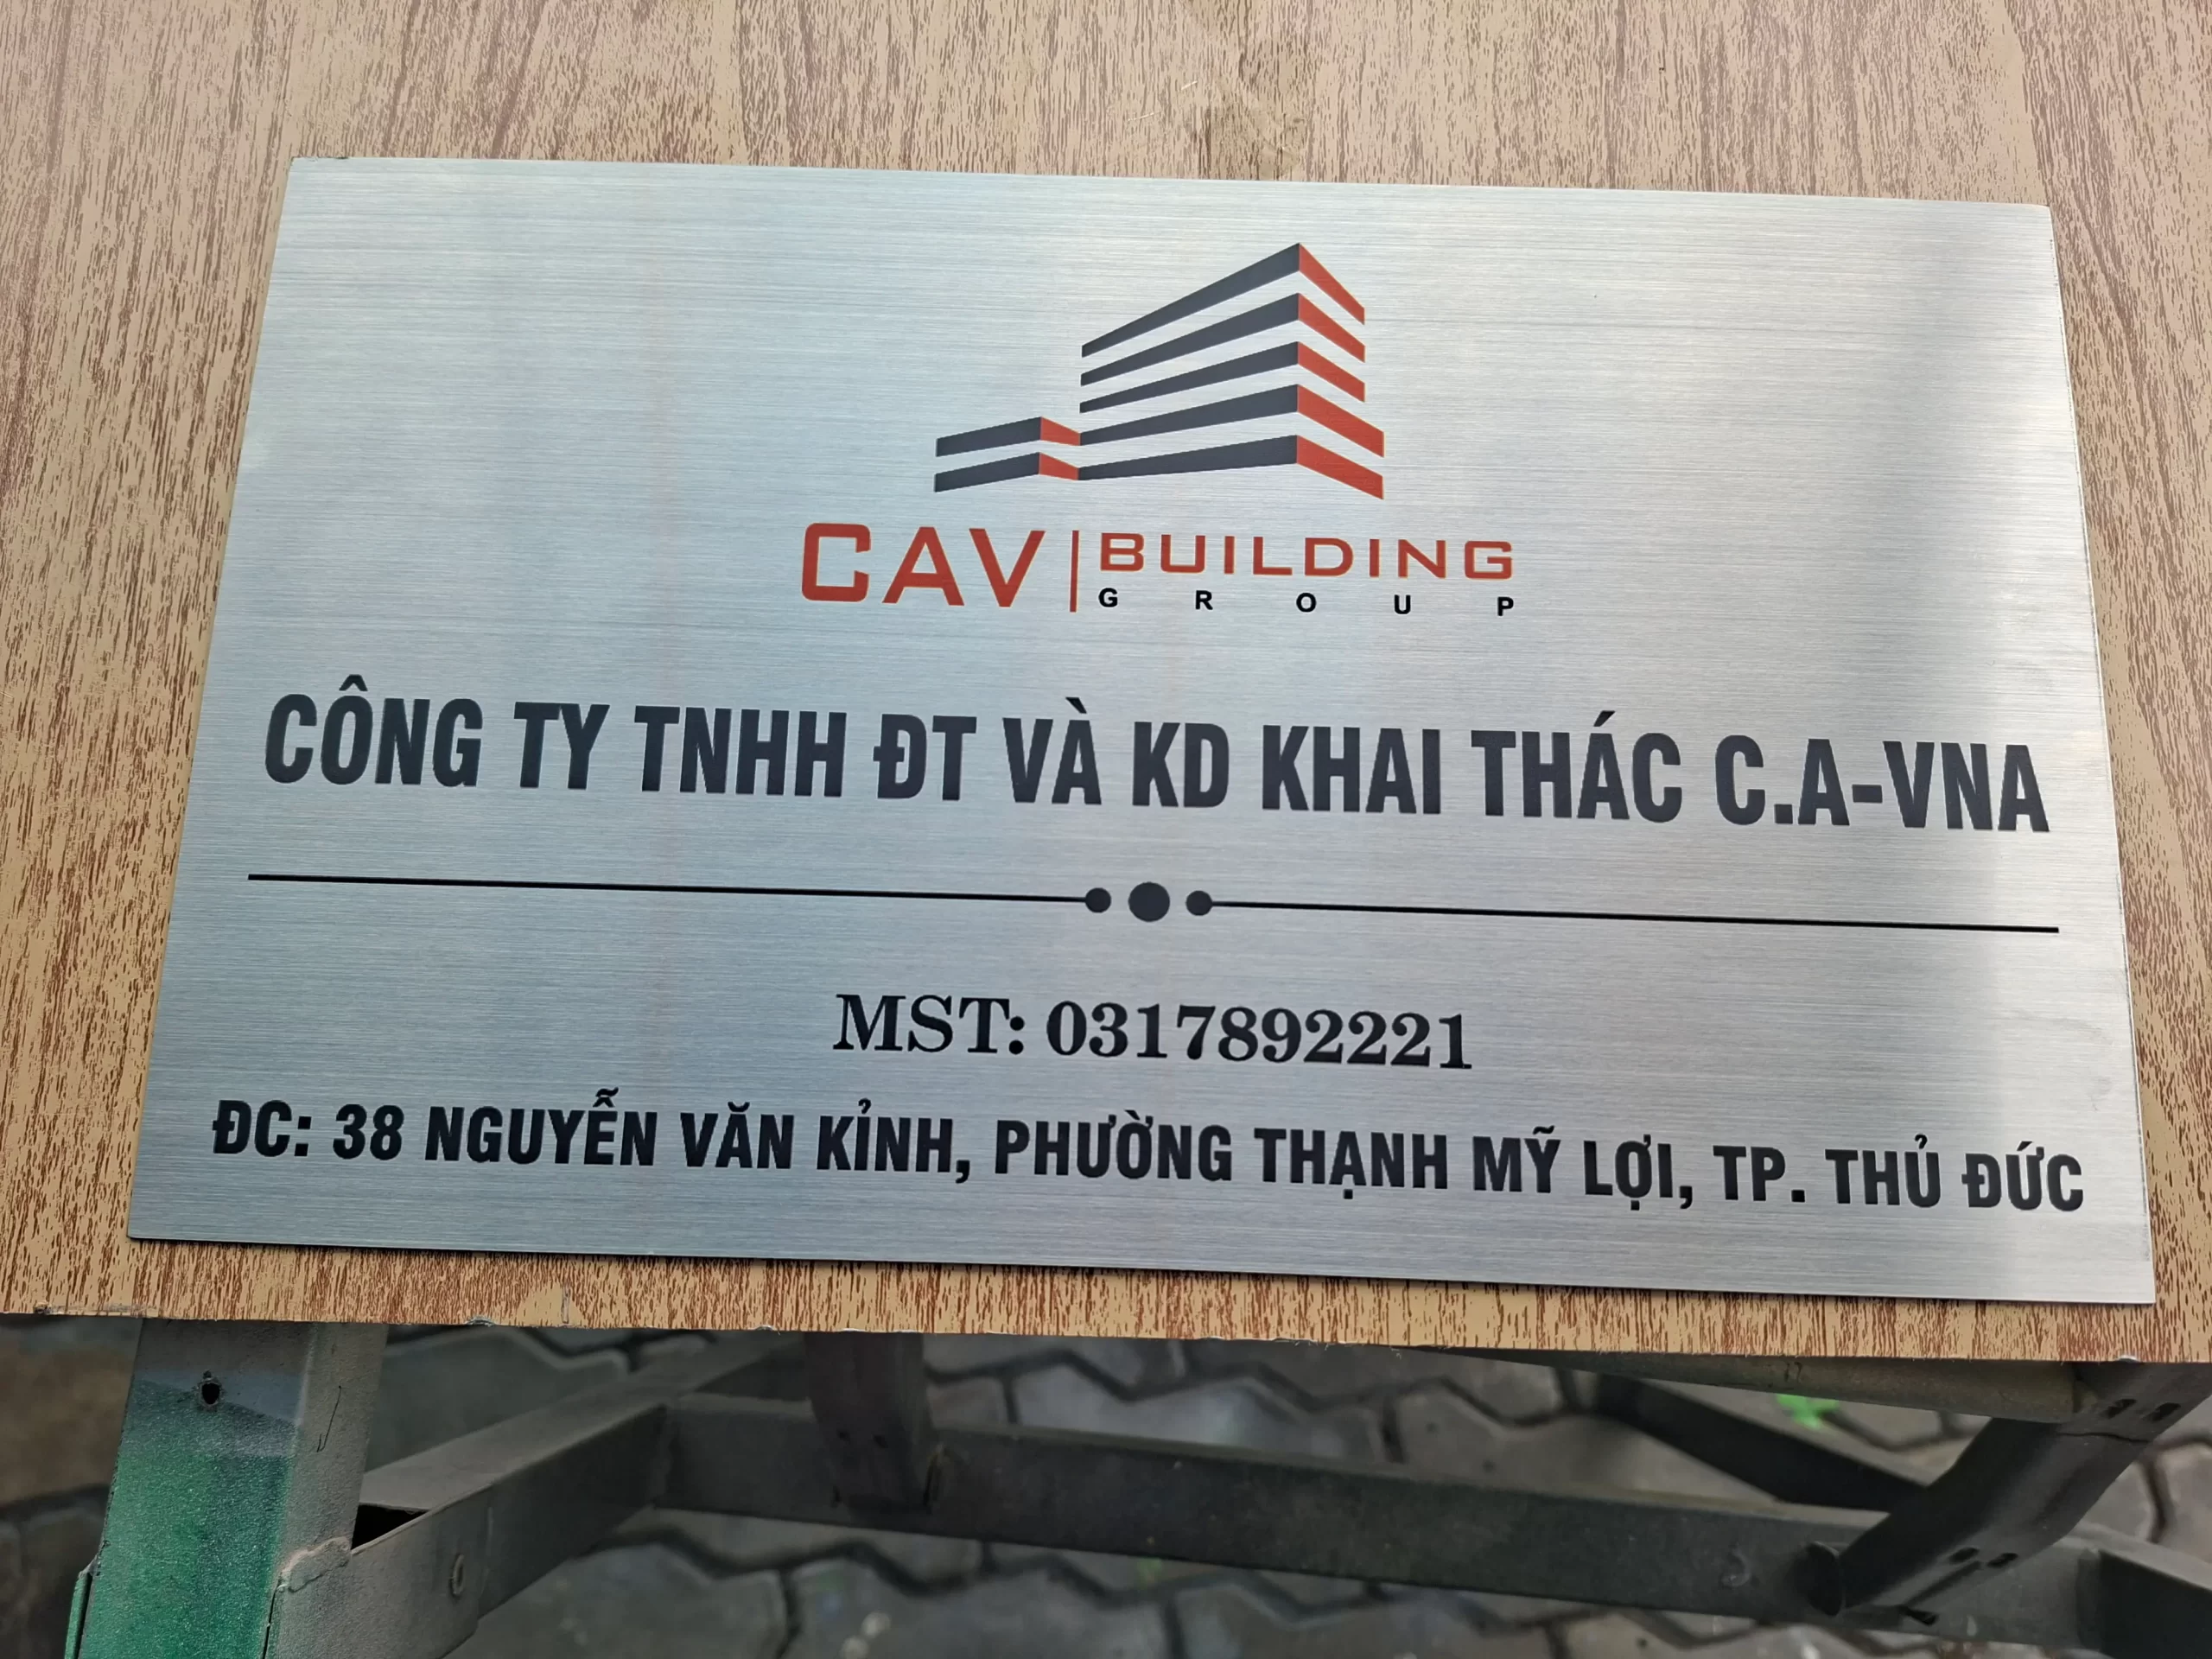 CAV BUILDING
GROUP
CÔNG TY TNHH ĐT VÀ KD KHAI THÁC C.A-VNA
MST: 0317892221
ĐC: 38 NGUYỄN VĂN KỈNH, PHƯỜNG THẠNH MỸ LỢI, TP. THỦ ĐỨC